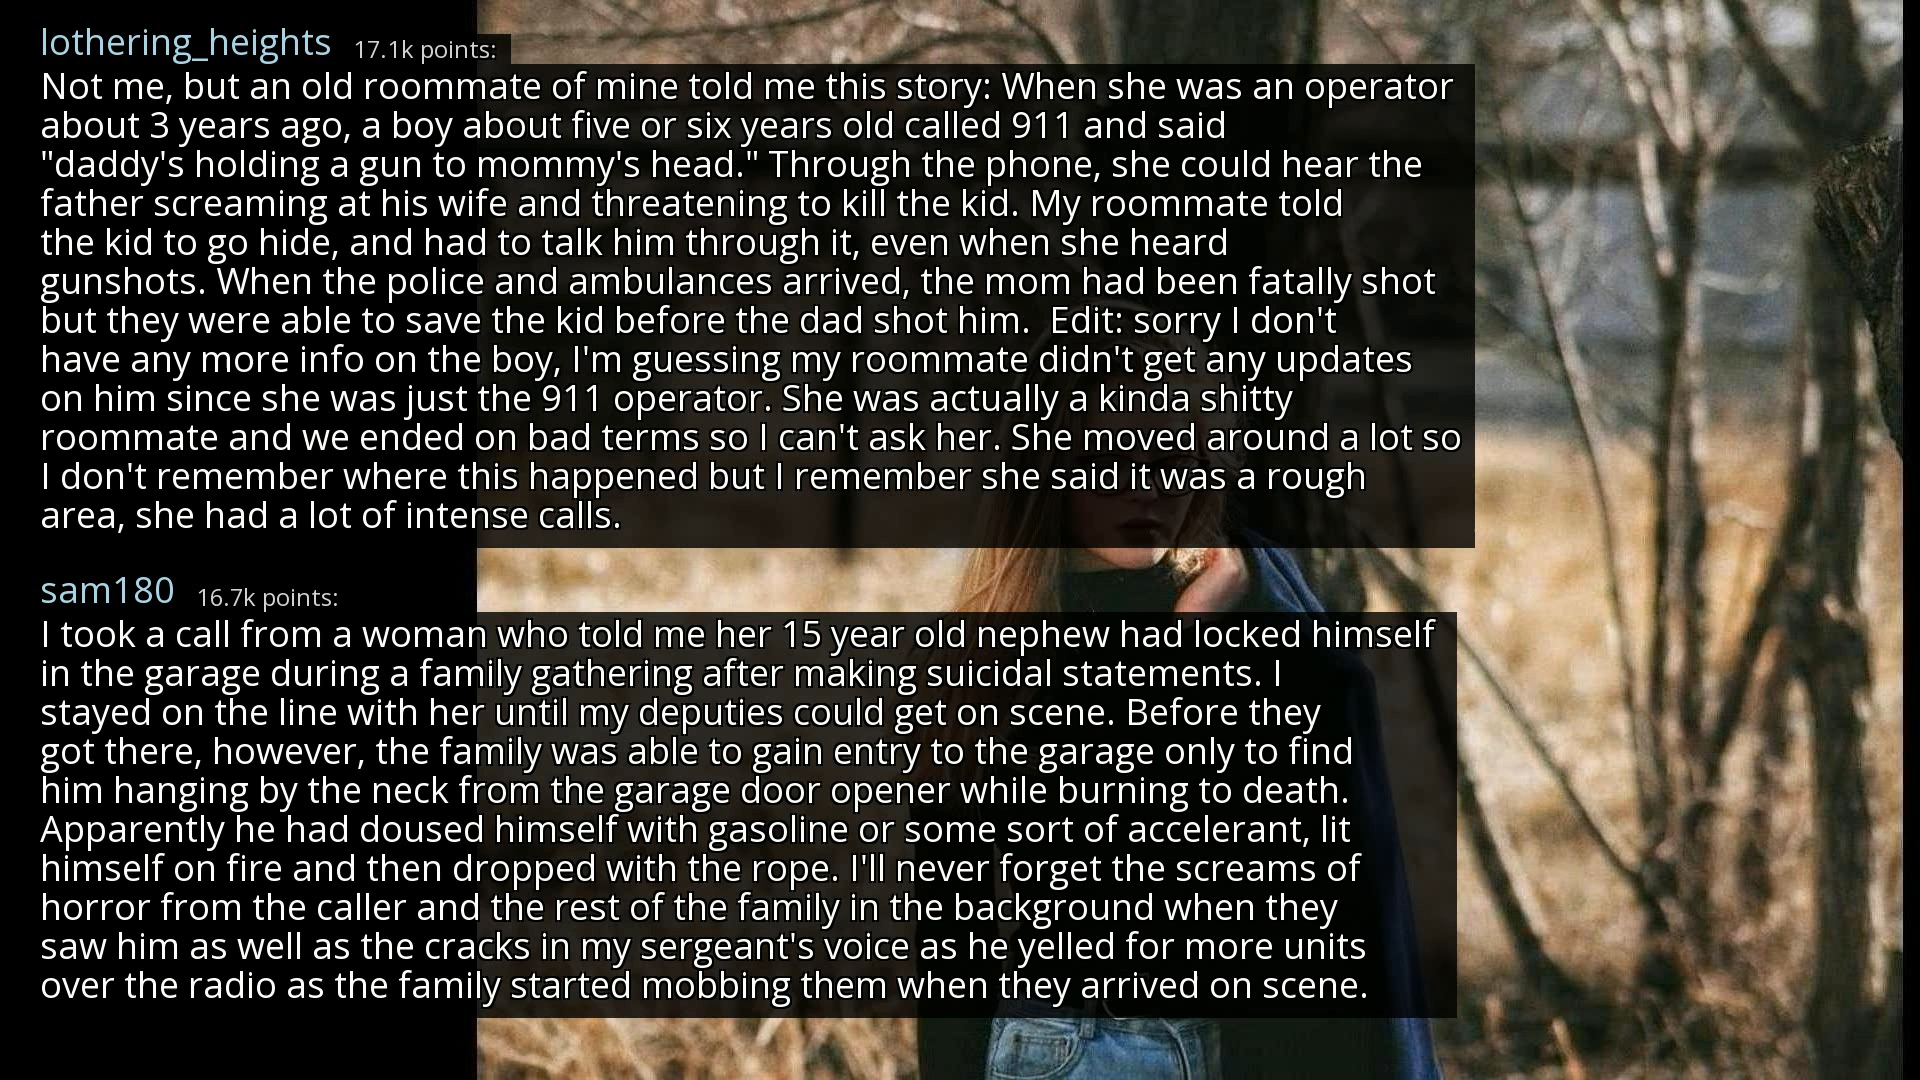 lothering_heights 17.1k points:
Not me, but an old roommate of mine told me this story: When she was an operator
about 3 years ago, a boy about five or six years old called 911 and said
"daddy's holding a gun to mommy's head." Through the phone, she could hear the
father screaming at his wife and threatening to kill the kid. My roommate told
the kid to go hide, and had to talk him through it, even when she heard
gunshots. When the police and ambulances arrived, the mom had been fatally shot
but they were able to save the kid before the dad shot him.  Edit: sorry I don't
have any more info on the boy, I'm guessing my roommate didn't get any updates
on him since she was just the 911 operator. She was actually a kinda shitty
roommate and we ended on bad terms so I can't ask her. She moved around a lot so
I don't remember where this happened but I remember she said it was a rough
area, she had a lot of intense calls.
sam180 16.7k points:
I took a call from a woman who told me her 15 year old nephew had locked himself
in the garage during a family gathering after making suicidal statements. I
stayed on the line with her until my deputies could get on scene. Before they
got there, however, the family was able to gain entry to the garage only to find
him hanging by the neck from the garage door opener while burning to death.
Apparently he had doused himself with gasoline or some sort of accelerant, lit
himself on fire and then dropped with the rope. I'll never forget the screams of
horror from the caller and the rest of the family in the background when they
saw him as well as the cracks in my sergeant's voice as he yelled for more units
over the radio as the family started mobbing them when they arrived on scene.